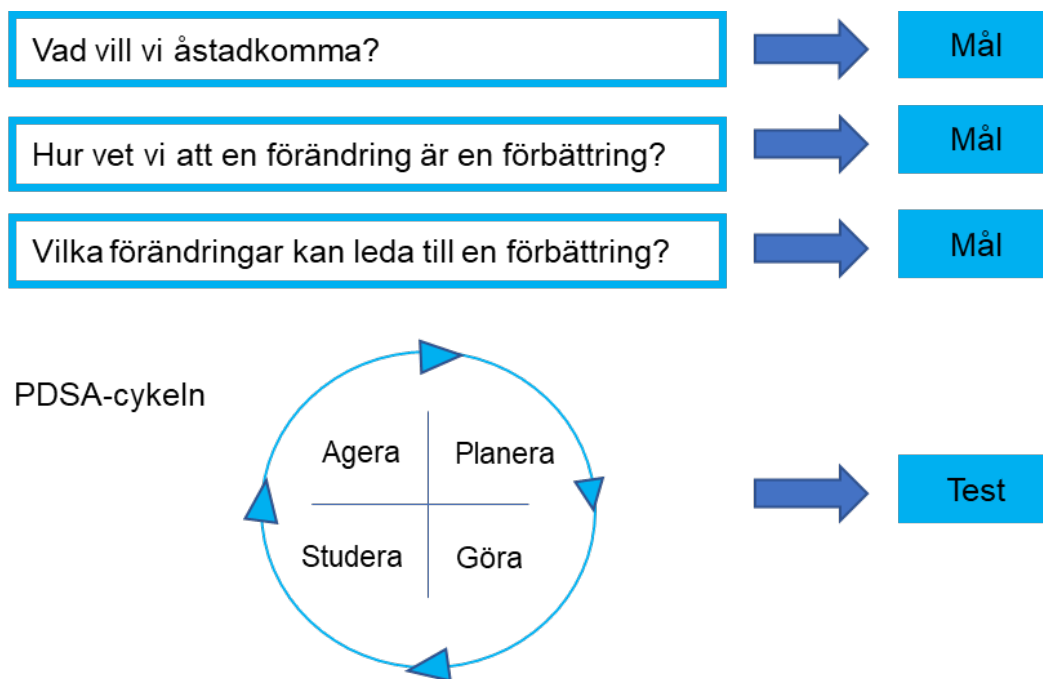 Vad vill vi åstadkomma?
Mål
Hur vet vi att en förändring är en förbättring?
Mål
Vilka förändringar kan leda till en förbättring?
Mål
PDSA-cykeln
Agera
Planera
Studera
Göra
Test